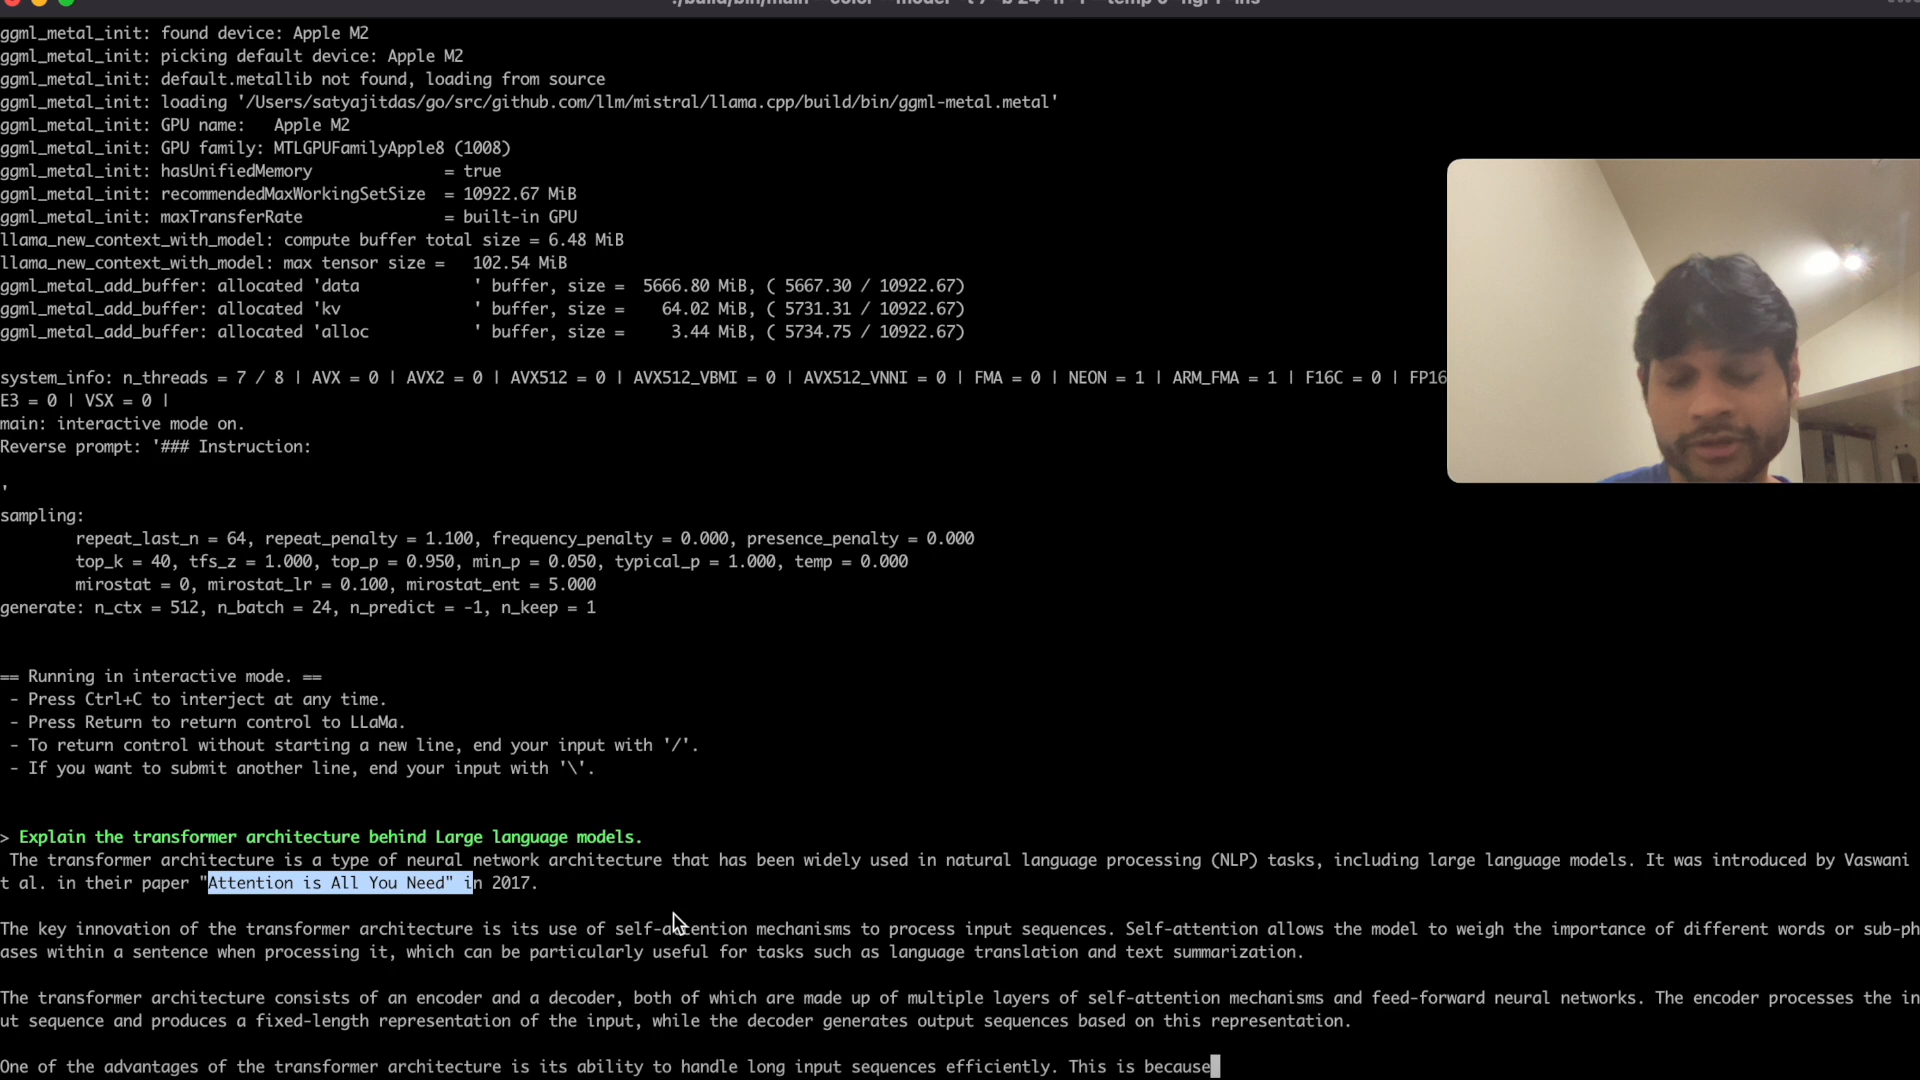 ggml_metal_init: found device: Apple M2
ggml_metal_init: picking default device: Apple M2
ggml_metal_init: default.metallib not found, loading from source
ggml_metal_init: loading '/Users/satyajitdas/go/src/github.com/llm/mistral/llama.cpp/build/bin/ggml-metal.metal'
ggml_metal_init: GPU name:   Apple M2
ggml_metal_init: GPU family: MTLGPUFamilyApple8 (1008)
ggml_metal_init: hasUnifiedMemory              = true
ggml_metal_init: recommendedMaxWorkingSetSize  = 10922.67 MiB
ggml_metal_init: maxTransferRate               = built-in GPU
llama_new_context_with_model: compute buffer total size = 6.48 MiB
llama_new_context_with_model: max tensor size =   102.54 MiB
ggml_metal_add_buffer: allocated 'data            ' buffer, size =  5666.80 MiB, ( 5667.30 / 10922.67)
ggml_metal_add_buffer: allocated 'kv              ' buffer, size =    64.02 MiB, ( 5731.31 / 10922.67)
ggml_metal_add_buffer: allocated 'alloc           ' buffer, size =     3.44 MiB, ( 5734.75 / 10922.67)
system_info: n_threads = 7 / 8 | AVX = 0 | AVX2 = 0 | AVX512 = 0 | AVX512_VBMI = 0 | AVX512_VNNI = 0 | FMA = 0 | NEON = 1 | ARM_FMA = 1 | F16C = 0 | FP16
E3 = 0 | VSX = 0 |
main: interactive mode on.
Reverse prompt: '### Instruction:
'
sampling:
repeat_last_n = 64, repeat_penalty = 1.100, frequency_penalty = 0.000, presence_penalty = 0.000
top_k = 40, tfs_z = 1.000, top_p = 0.950, min_p = 0.050, typical_p = 1.000, temp = 0.000
mirostat = 0, mirostat_lr = 0.100, mirostat_ent = 5.000
generate: n_ctx = 512, n_batch = 24, n_predict = -1, n_keep = 1
== Running in interactive mode. ==
- Press Ctrl+C to interject at any time.
- Press Return to return control to LLaMa.
- To return control without starting a new line, end your input with '/'.
- If you want to submit another line, end your input with '\'.
> Explain the transformer architecture behind Large language models.
The transformer architecture is a type of neural network architecture that has been widely used in natural language processing (NLP) tasks, including large language models. It was introduced by Vaswani
t al. in their paper "Attention is All You Need" in 2017.
The key innovation of the transformer architecture is its use of self-attention mechanisms to process input sequences. Self-attention allows the model to weigh the importance of different words or sub-ph
ases within a sentence when processing it, which can be particularly useful for tasks such as language translation and text summarization.
The transformer architecture consists of an encoder and a decoder, both of which are made up of multiple layers of self-attention mechanisms and feed-forward neural networks. The encoder processes the in
ut sequence and produces a fixed-length representation of the input, while the decoder generates output sequences based on this representation.
One of the advantages of the transformer architecture is its ability to handle long input sequences efficiently. This is because